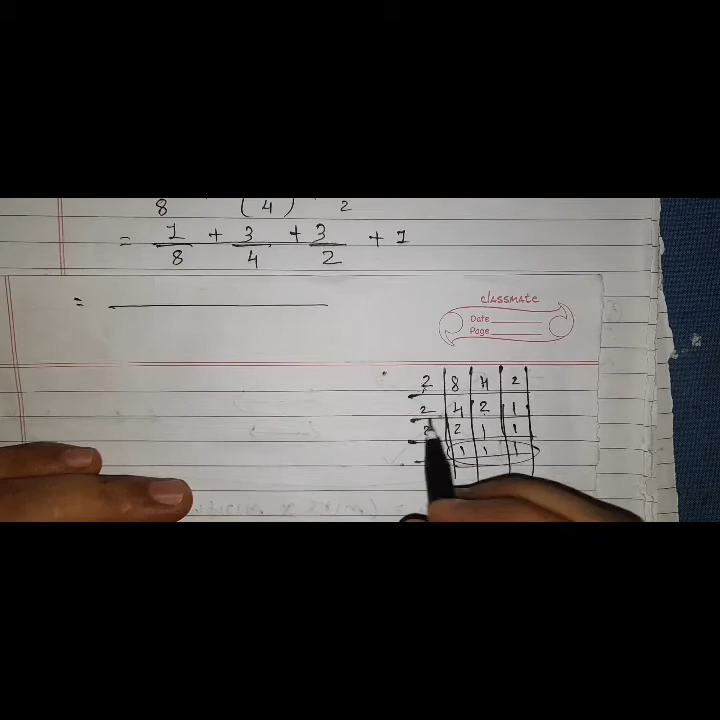 8 ( 4 ) 2
= 1/8 + 3/4 + 3/2 + 1
=
classmate
Date
Page
2 | 8 | 4 | 2
2 | 4 | 2 | 1
2 | 2 | 1 | 1
1 | 1 | 1